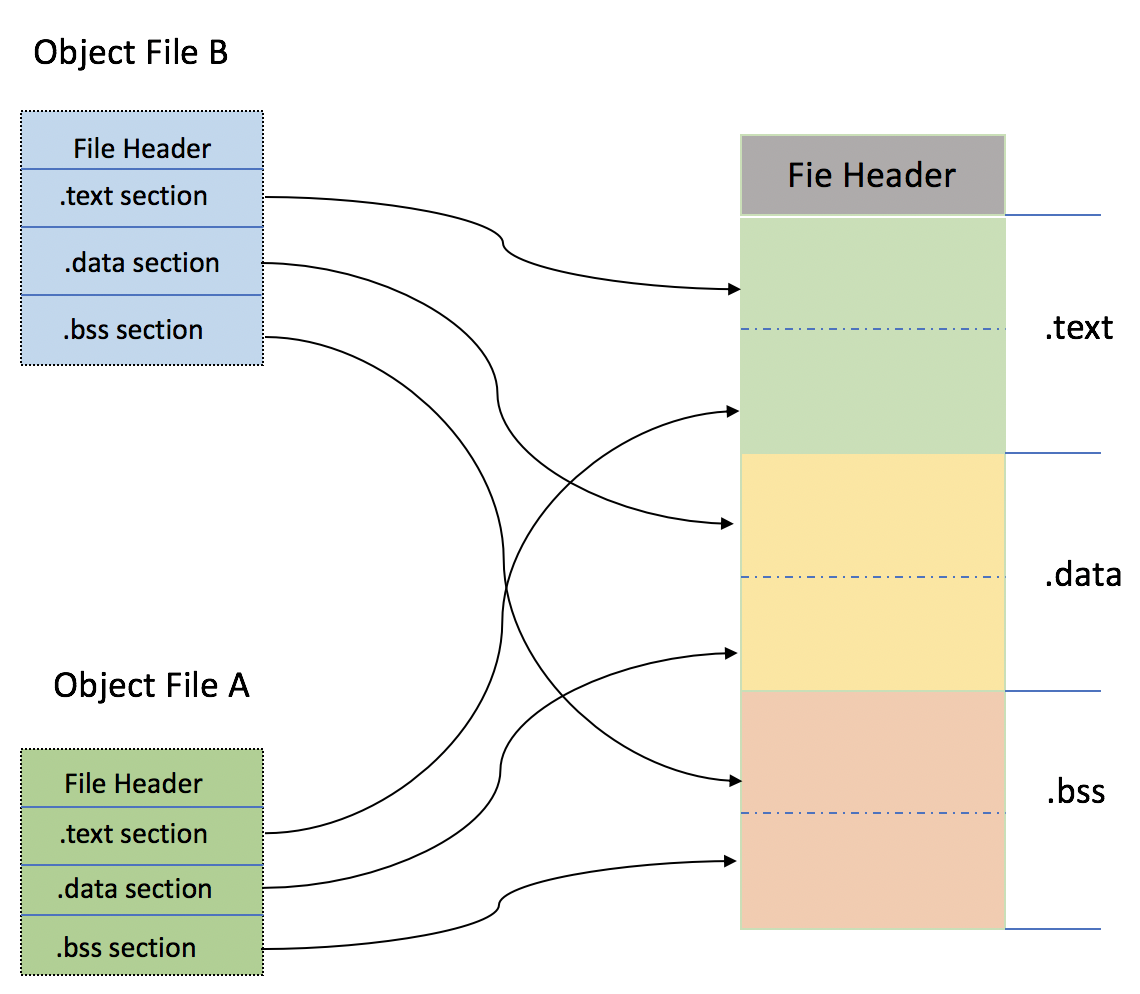 Object File B
File Header
.text section
.data section
.bss section
Object File A
File Header
.text section
.data section
.bss section
Fie Header
.text
.data
.bss